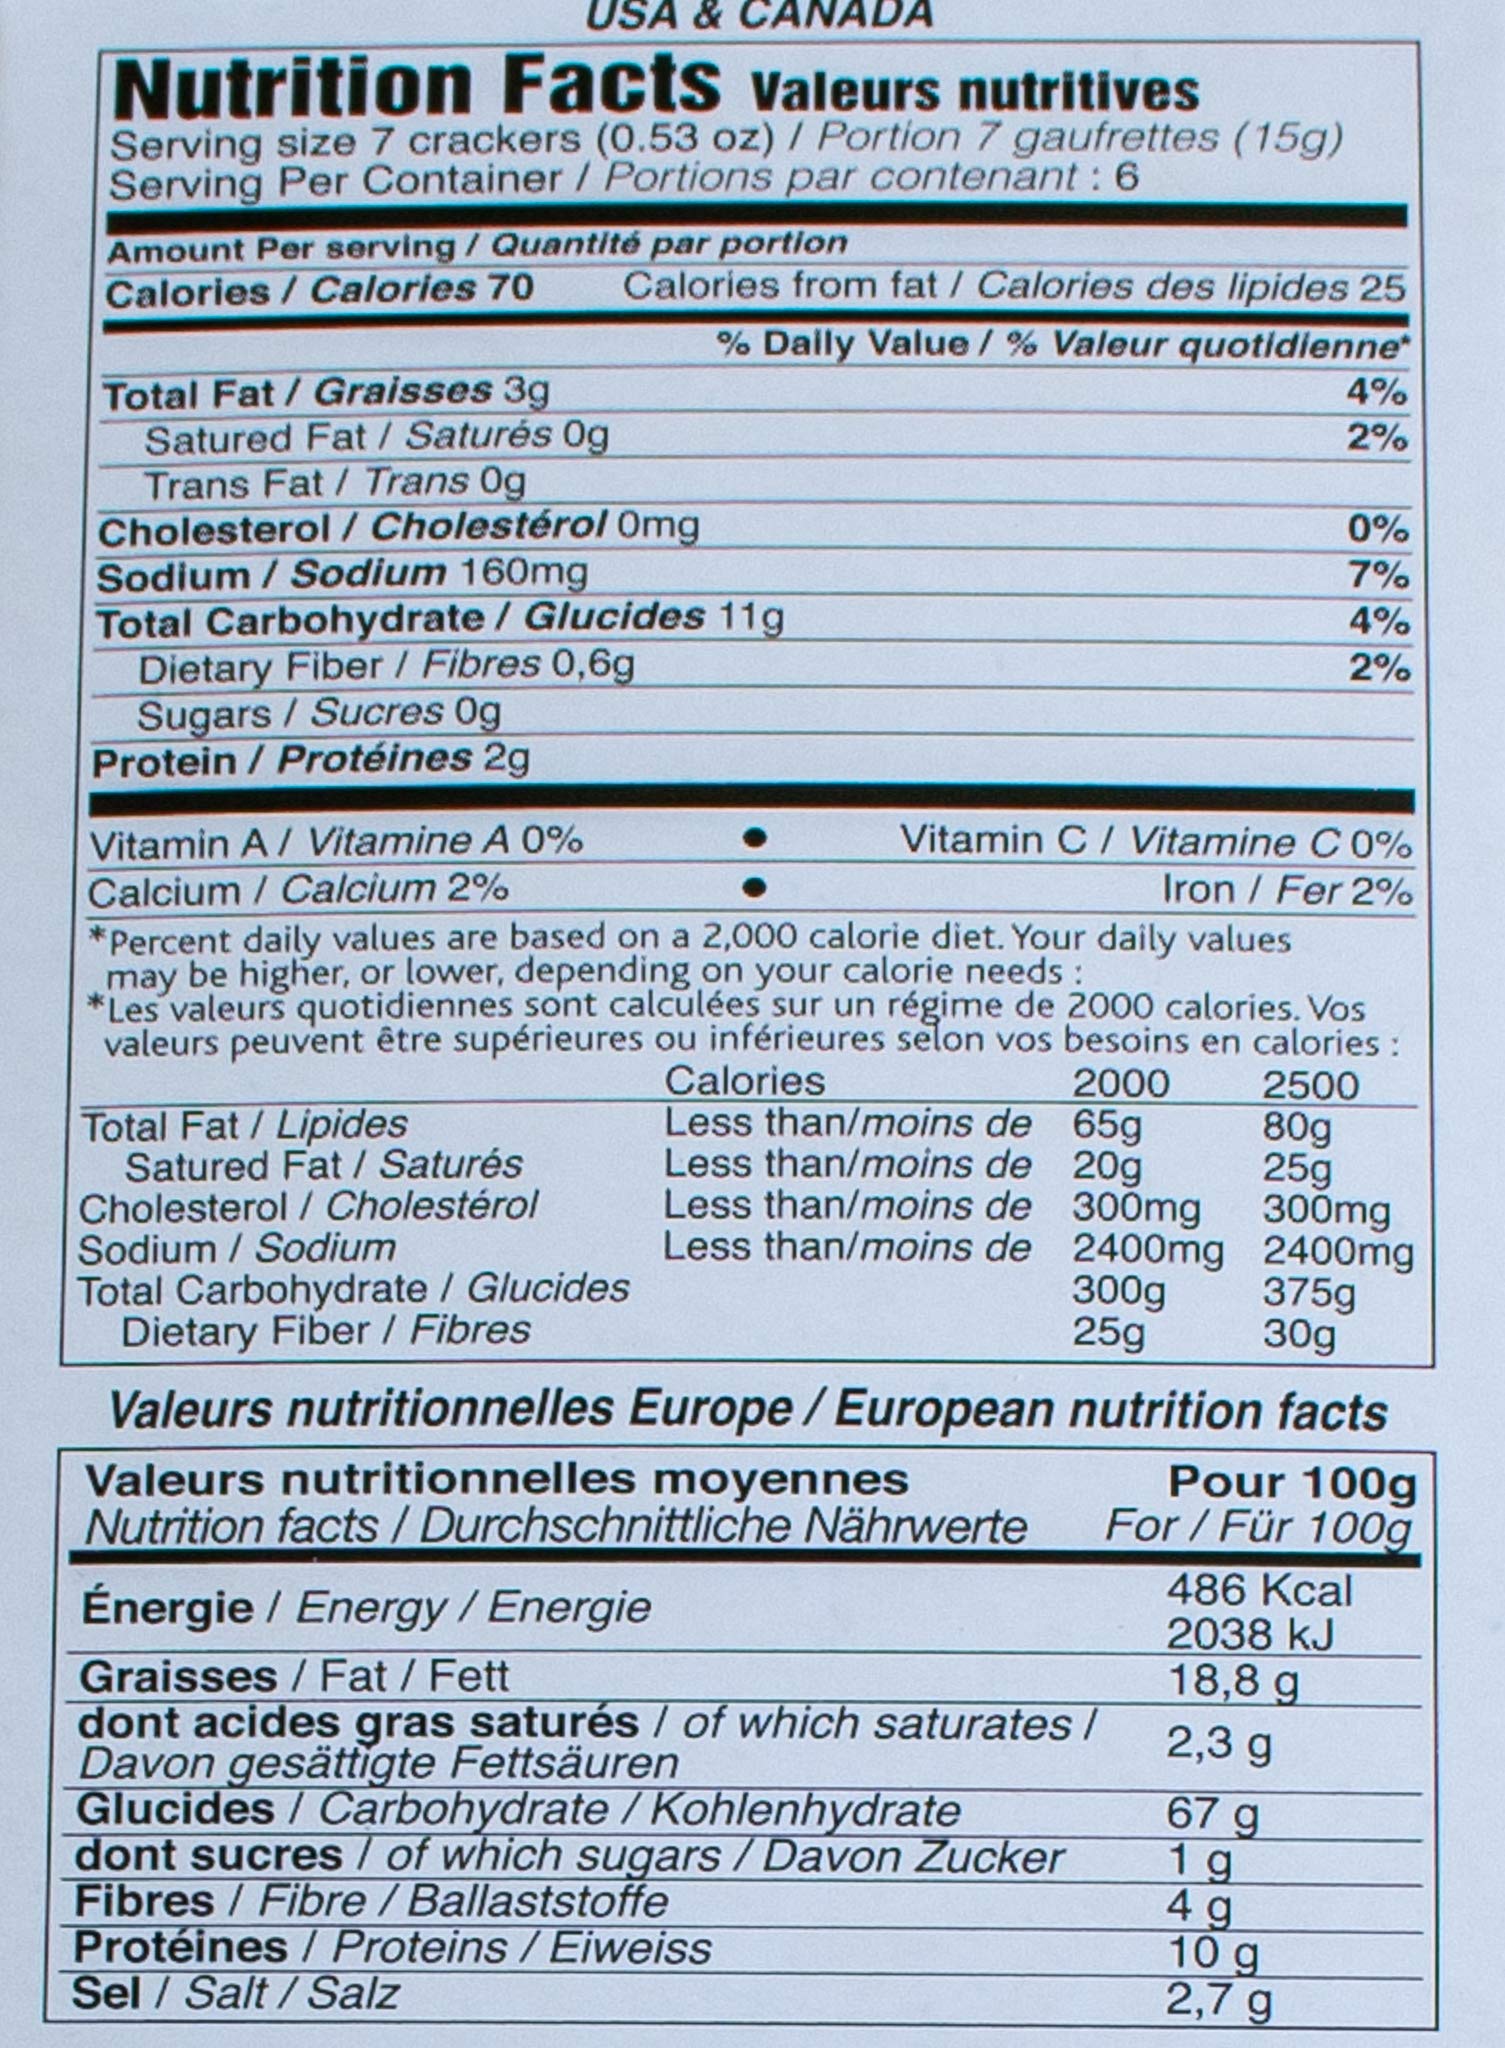 USA & CANADA
Nutrition Facts Valeurs nutritives
Serving size 7 crackers (0.53 oz) / Portion 7 gaufrettes (15g)
Serving Per Container / Portions par contenant : 6
Amount Per serving / Quantité par portion
Calories / Calories 70 Calories from fat / Calories des lipides 25
% Daily Value / % Valeur quotidienne*
Total Fat / Graisses 3g 4%
Satured Fat / Saturés 0g 2%
Trans Fat / Trans 0g
Cholesterol / Cholestérol 0mg 0%
Sodium / Sodium 160mg 7%
Total Carbohydrate / Glucides 11g 4%
Dietary Fiber / Fibres 0,6g 2%
Sugars / Sucres 0g
Protein / Protéines 2g
Vitamin A / Vitamine A 0% • Vitamin C / Vitamine C 0%
Calcium / Calcium 2% • Iron / Fer 2%
*Percent daily values are based on a 2,000 calorie diet. Your daily values
may be higher, or lower, depending on your calorie needs :
*Les valeurs quotidiennes sont calculées sur un régime de 2000 calories. Vos
valeurs peuvent être supérieures ou inférieures selon vos besoins en calories :
Calories 2000 2500
Total Fat / Lipides Less than/moins de 65g 80g
Satured Fat / Saturés Less than/moins de 20g 25g
Cholesterol / Cholestérol Less than/moins de 300mg 300mg
Sodium / Sodium Less than/moins de 2400mg 2400mg
Total Carbohydrate / Glucides 300g 375g
Dietary Fiber / Fibres 25g 30g
Valeurs nutritionnelles Europe / European nutrition facts
Valeurs nutritionnelles moyennes Pour 100g
Nutrition facts / Durchschnittliche Nährwerte For / Für 100g
Énergie / Energy / Energie 486 Kcal
2038 kJ
Graisses / Fat / Fett 18,8 g
dont acides gras saturés / of which saturates /
Davon gesättigte Fettsäuren 2,3 g
Glucides / Carbohydrate / Kohlenhydrate 67 g
dont sucres / of which sugars / Davon Zucker 1 g
Fibres / Fibre / Ballaststoffe 4 g
Protéines / Proteins / Eiweiss 10 g
Sel / Salt / Salz 2,7 g